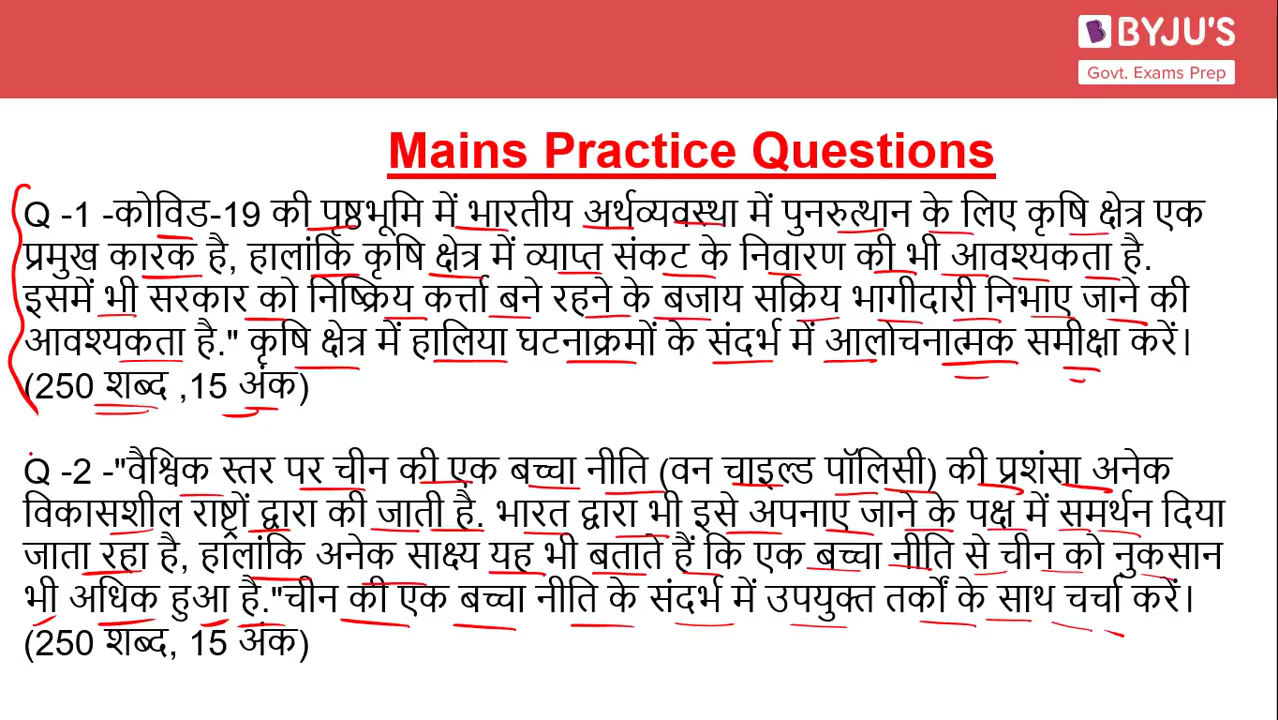 BYJU'S
Govt. Exams Prep
Mains Practice Questions
Q -1 -कोविड-19 की पृष्ठभूमि में भारतीय अर्थव्यवस्था में पुनरुत्थान के लिए कृषि क्षेत्र एक
प्रमुख कारक है, हालांकि कृषि क्षेत्र में व्याप्त संकट के निवारण की भी आवश्यकता है.
इसमें भी सरकार को निष्क्रिय कर्त्ता बने रहने के बजाय सक्रिय भागीदारी निभाए जाने की
आवश्यकता है." कृषि क्षेत्र में हालिया घटनाक्रमों के संदर्भ में आलोचनात्मक समीक्षा करें।
(250 शब्द ,15 अंक)
Q -2 -"वैश्विक स्तर पर चीन की एक बच्चा नीति (वन चाइल्ड पॉलिसी) की प्रशंसा अनेक
विकासशील राष्ट्रों द्वारा की जाती है. भारत द्वारा भी इसे अपनाए जाने के पक्ष में समर्थन दिया
जाता रहा है, हालांकि अनेक साक्ष्य यह भी बताते हैं कि एक बच्चा नीति से चीन को नुकसान
भी अधिक हुआ है."चीन की एक बच्चा नीति के संदर्भ में उपयुक्त तर्कों के साथ चर्चा करें।
(250 शब्द, 15 अंक)